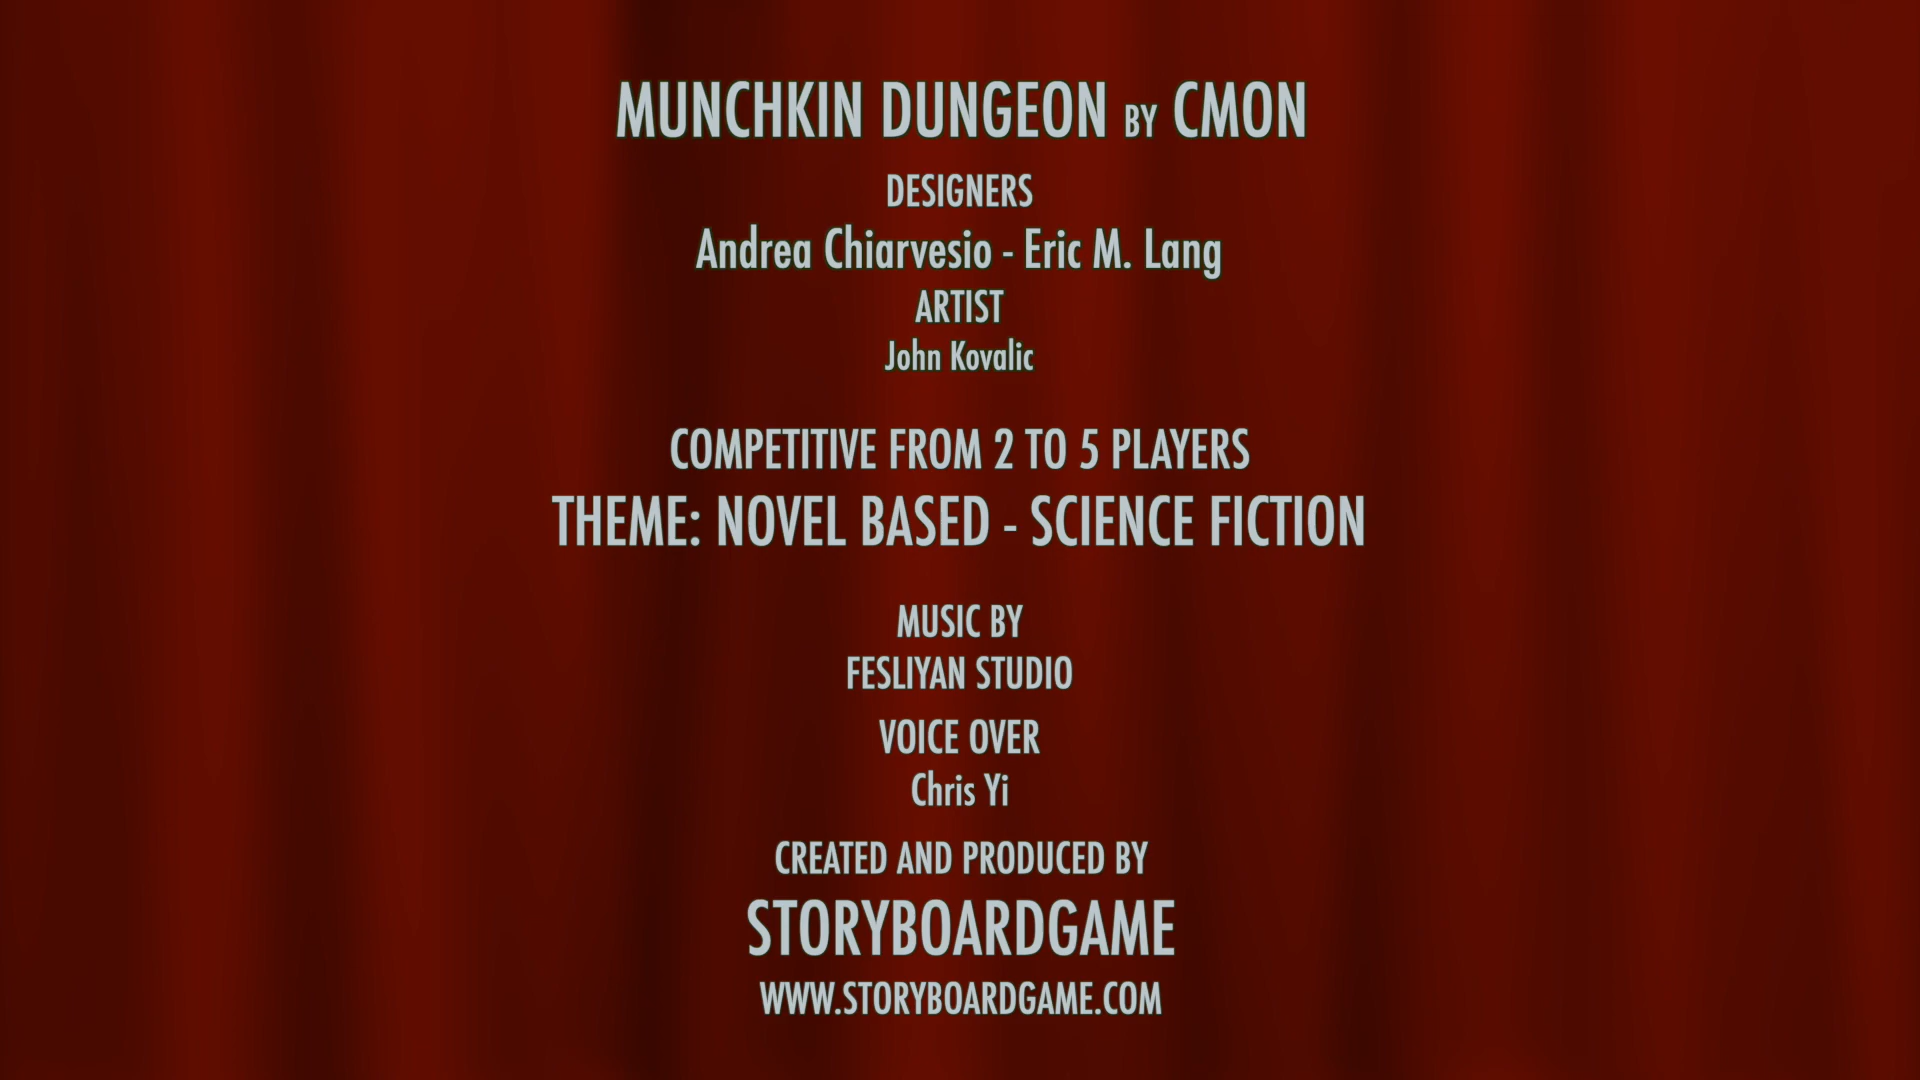 MUNCHKIN DUNGEON BY CMON
DESIGNERS
Andrea Chiarvesio - Eric M. Lang
ARTIST
John Kovalic
COMPETITIVE FROM 2 TO 5 PLAYERS
THEME: NOVEL BASED - SCIENCE FICTION
MUSIC BY
FESLIYAN STUDIO
VOICE OVER
Chris Yi
CREATED AND PRODUCED BY
STORYBOARDGAME
WWW.STORYBOARDGAME.COM